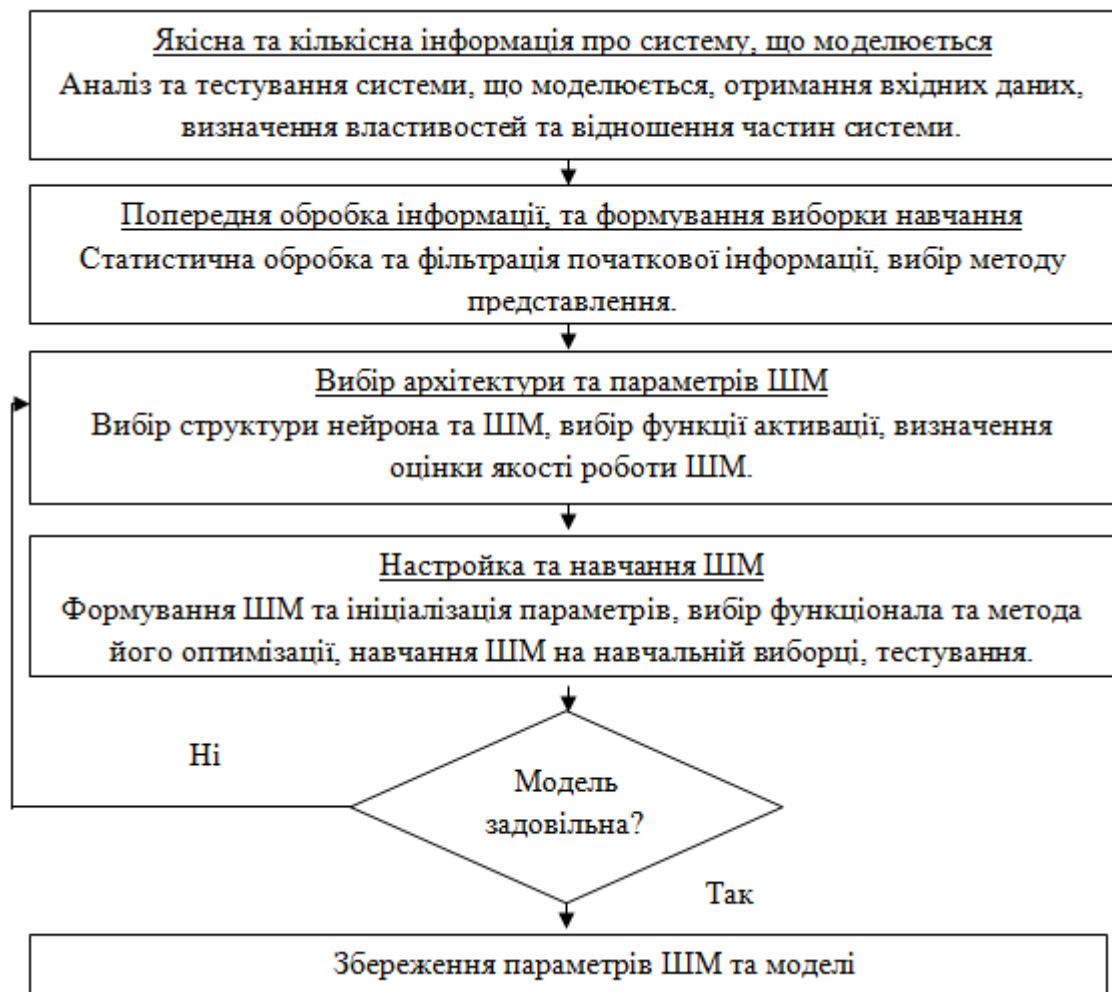 Якісна та кількісна інформація про систему, що моделюється
Аналіз та тестування системи, що моделюється, отримання вхідних даних,
визначення властивостей та відношення частин системи.
Попередня обробка інформації, та формування виборки навчання
Статистична обробка та фільтрація початкової інформації, вибір методу
представлення.
Вибір архітектури та параметрів ШМ
Вибір структури нейрона та ШМ, вибір функції активації, визначення
оцінки якості роботи ШМ.
Настройка та навчання ШМ
Формування ШМ та ініціалізація параметрів, вибір функціонала та метода
його оптимізації, навчання ШМ на навчальній виборці, тестування.
Ні
Модель
задовільна?
Так
Збереження параметрів ШМ та моделі